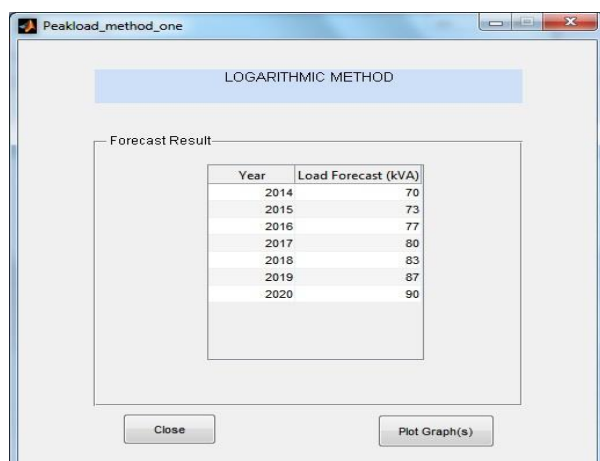 Peakload_method_one
LOGARITHMIC METHOD
Forecast Result
Year Load Forecast (kVA)
2014 70
2015 73
2016 77
2017 80
2018 83
2019 87
2020 90
Close Plot Graph(s)